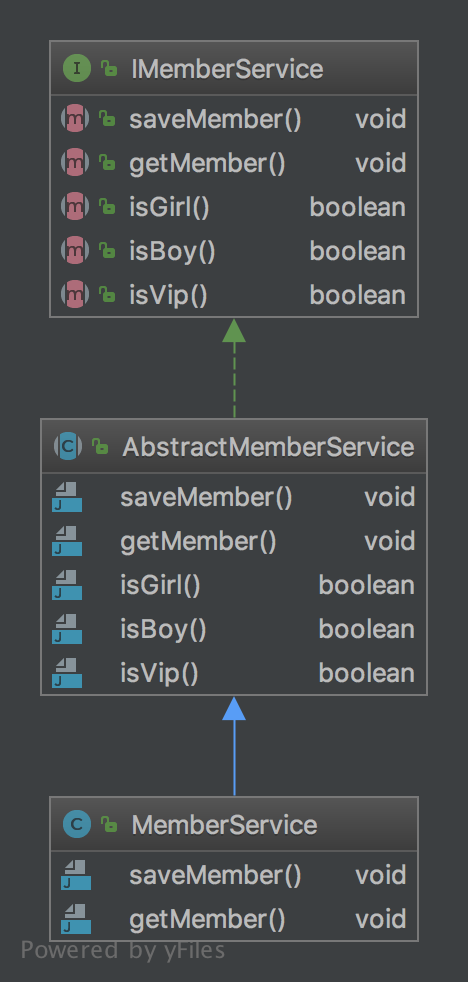 IMemberService
saveMember() void
getMember() void
isGirl() boolean
isBoy() boolean
isVip() boolean
AbstractMemberService
saveMember() void
getMember() void
isGirl() boolean
isBoy() boolean
isVip() boolean
MemberService
saveMember() void
getMember() void
Powered by yFiles